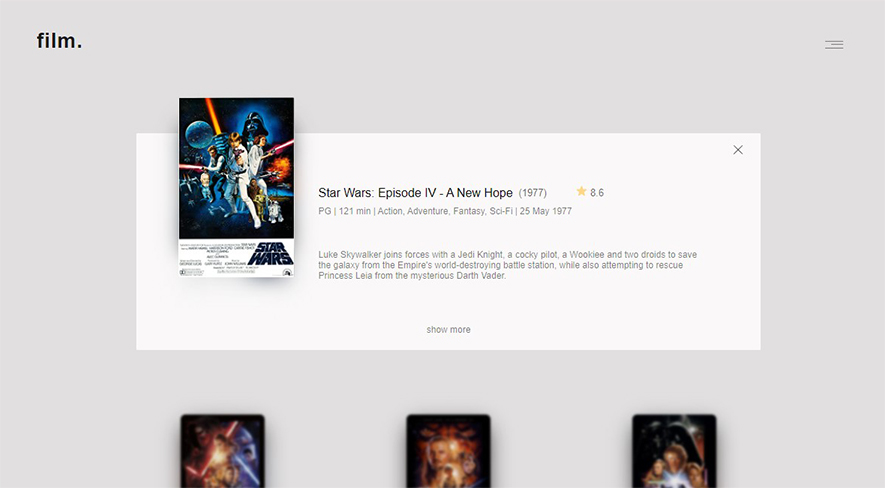 film.
Star Wars: Episode IV - A New Hope (1977) 8.6
PG | 121 min | Action, Adventure, Fantasy, Sci-Fi | 25 May 1977
Luke Skywalker joins forces with a Jedi Knight, a cocky pilot, a Wookiee and two droids to save
the galaxy from the Empire's world-destroying battle station, while also attempting to rescue
Princess Leia from the mysterious Darth Vader.
STAR
WARS
show more